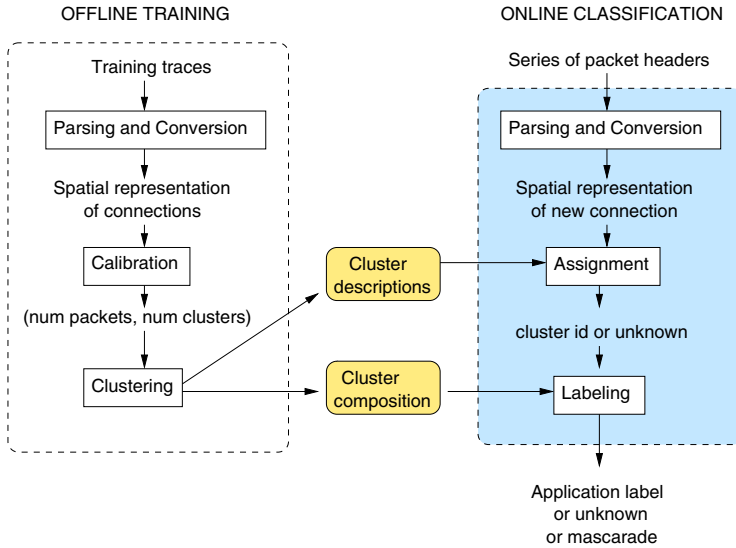 OFFLINE TRAINING
Training traces
Parsing and Conversion
Spatial representation
of connections
Calibration
(num packets, num clusters)
Clustering
Cluster
descriptions
Cluster
composition
ONLINE CLASSIFICATION
Series of packet headers
Parsing and Conversion
Spatial representation
of new connection
Assignment
cluster id or unknown
Labeling
Application label
or unknown
or mascarade